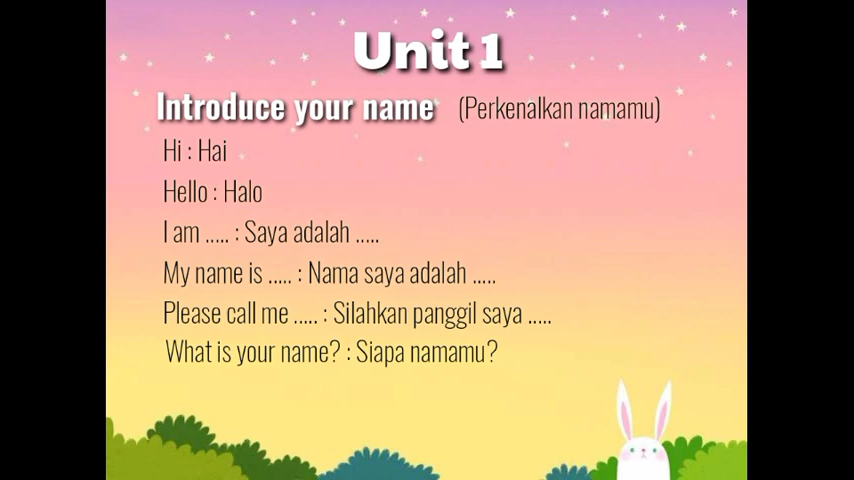 Unit 1
Introduce your name (Perkenalkan namamu)
Hi : Hai
Hello : Halo
I am ..... : Saya adalah .....
My name is ..... : Nama saya adalah .....
Please call me ..... : Silahkan panggil saya .....
What is your name? : Siapa namamu?